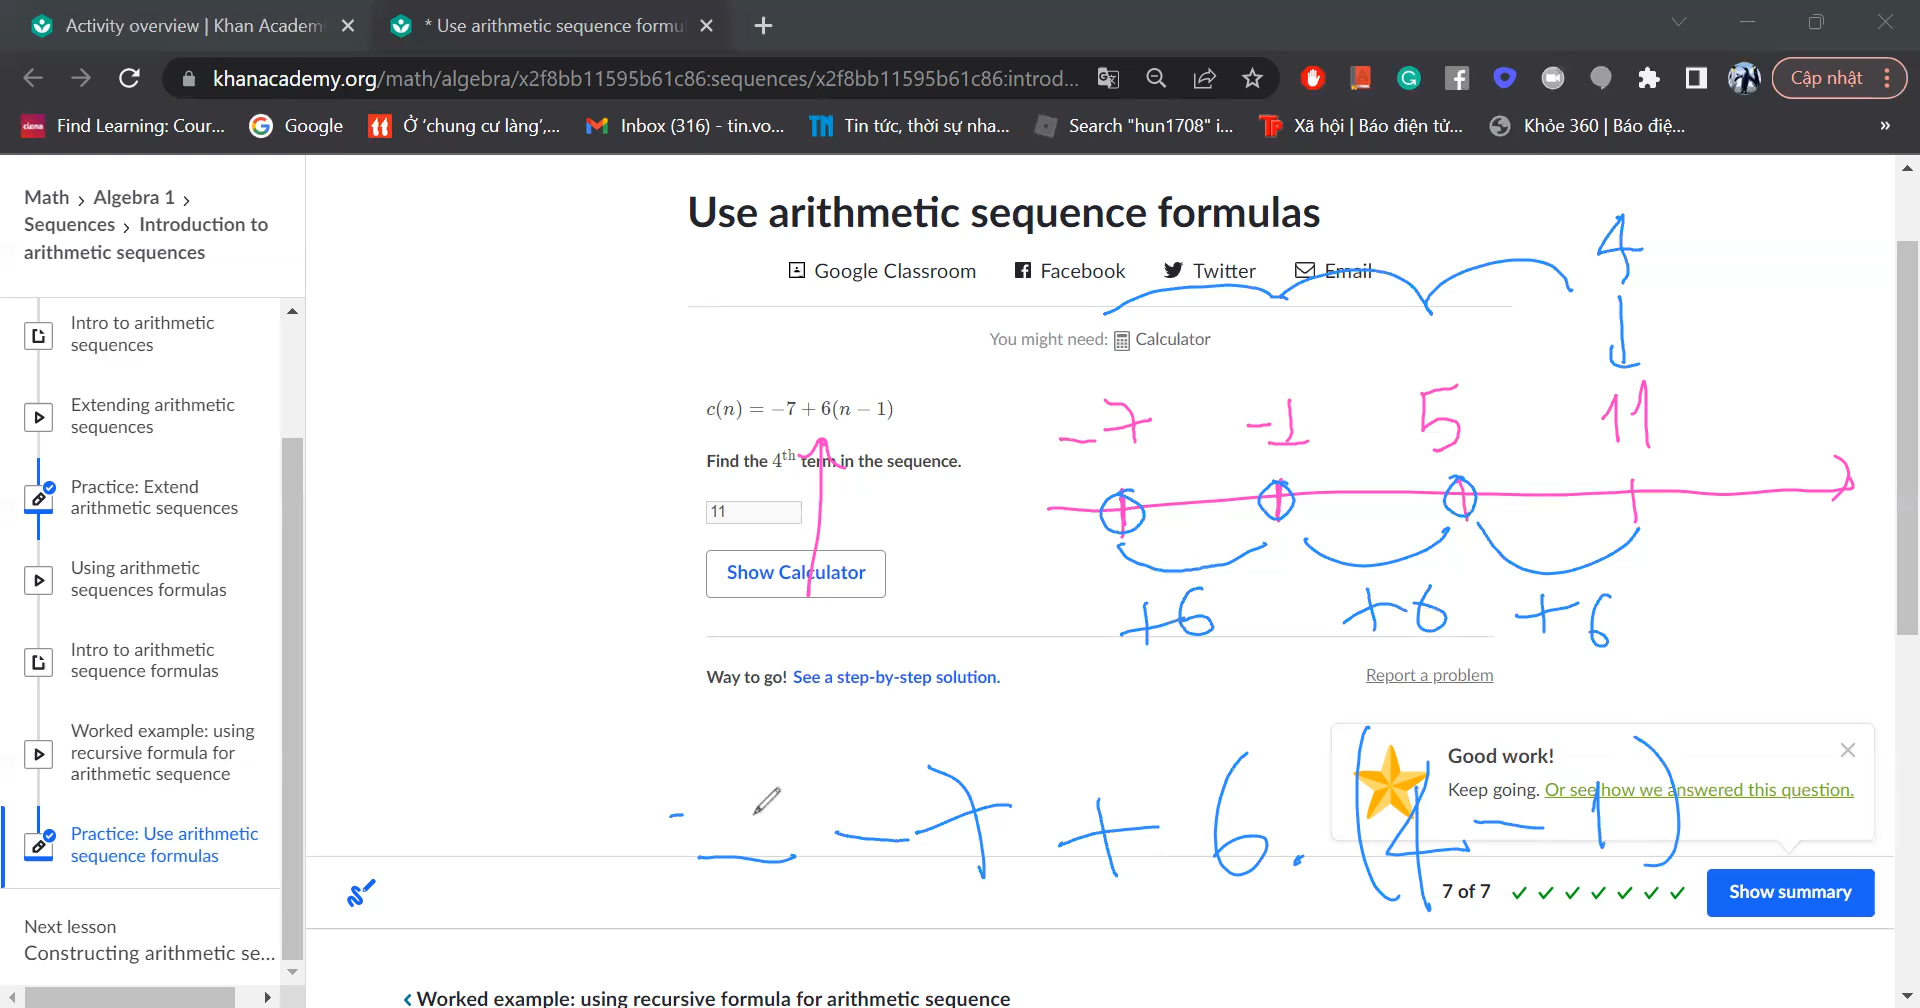 Activity overview | Khan Academ
* Use arithmetic sequence formu
khanacademy.org/math/algebra/x2f8bb11595b61c86:sequences/x2f8bb11595b61c86:introd...
Cập nhật
ciena Find Learning: Cour...
Google
Ở 'chung cư làng',...
Inbox (316) - tin.vo...
TN Tin tức, thời sự nha...
Search "hun1708" i...
TP Xã hội | Báo điện tử...
Khỏe 360 | Báo điệ...
»
Math > Algebra 1 >
Sequences > Introduction to
arithmetic sequences
Intro to arithmetic
sequences
Extending arithmetic
sequences
Practice: Extend
arithmetic sequences
Using arithmetic
sequences formulas
Intro to arithmetic
sequence formulas
Worked example: using
recursive formula for
arithmetic sequence
Practice: Use arithmetic
sequence formulas
Next lesson
Constructing arithmetic se...
Use arithmetic sequence formulas
Google Classroom Facebook Twitter Email
You might need: Calculator
c(n) = −7 + 6(n − 1)
Find the 4th term in the sequence.
11
Show Calculator
4
-7 -1 5 11
+6 +6 +6
Way to go! See a step-by-step solution.
Report a problem
Good work!
Keep going. Or see how we answered this question.
-7 + 6 . (4 - 1)
7 of 7
Show summary
< Worked example: using recursive formula for arithmetic sequence